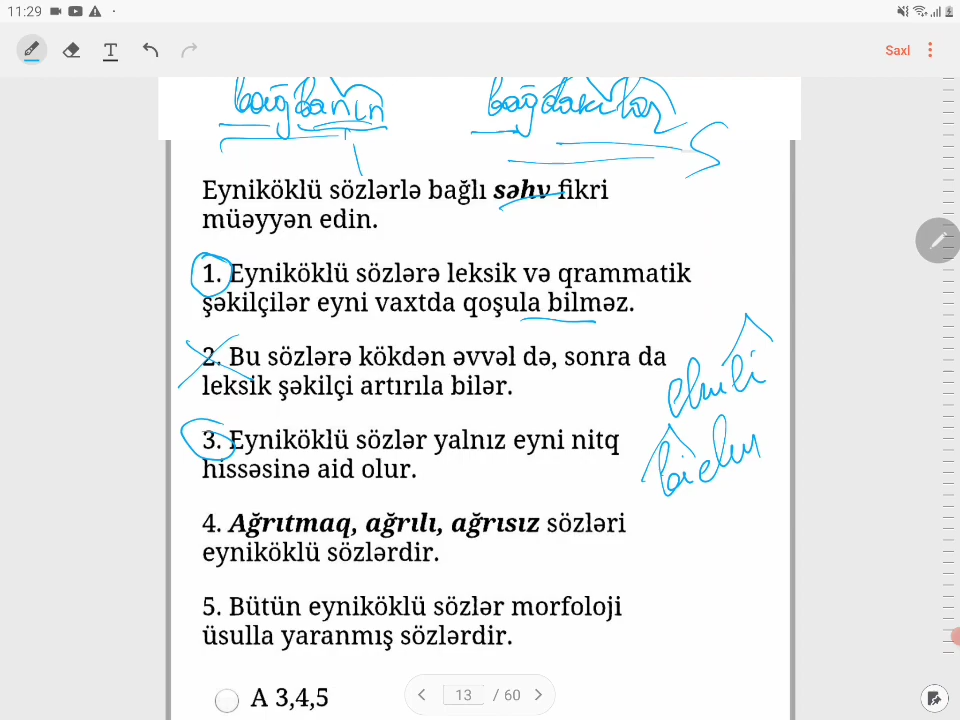 11:29
T
Saxl
bağbanın bağdakılar
Eyniköklü sözlərlə bağlı səhv fikri
müəyyən edin.
1. Eyniköklü sözlərə leksik və qrammatik
şəkilçilər eyni vaxtda qoşula bilməz.
2. Bu sözlərə kökdən əvvəl də, sonra da
leksik şəkilçi artırıla bilər.
elmli
3. Eyniköklü sözlər yalnız eyni nitq
hissəsinə aid olur.
bielm
4. Ağrıtmaq, ağrılı, ağrısız sözləri
eyniköklü sözlərdir.
5. Bütün eyniköklü sözlər morfoloji
üsulla yaranmış sözlərdir.
A 3,4,5
13 / 60